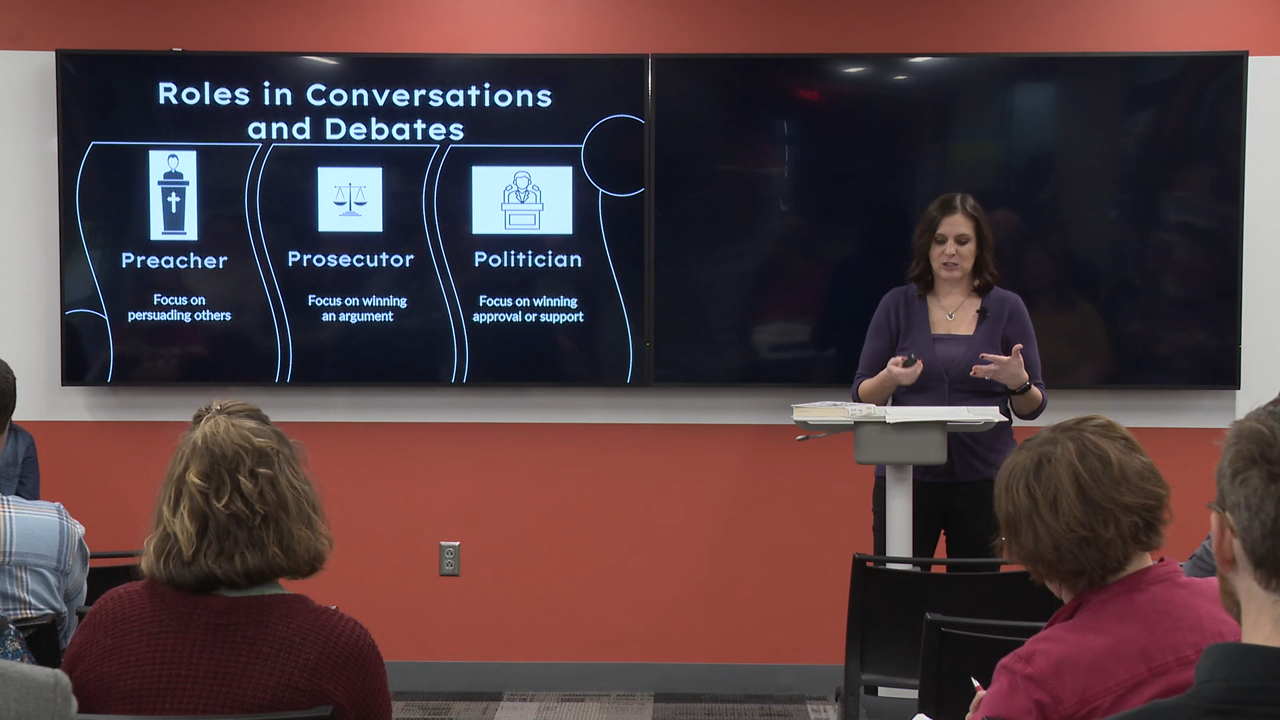 Roles in Conversations
and Debates
Preacher
Focus on
persuading others
Prosecutor
Focus on winning
an argument
Politician
Focus on winning
approval or support